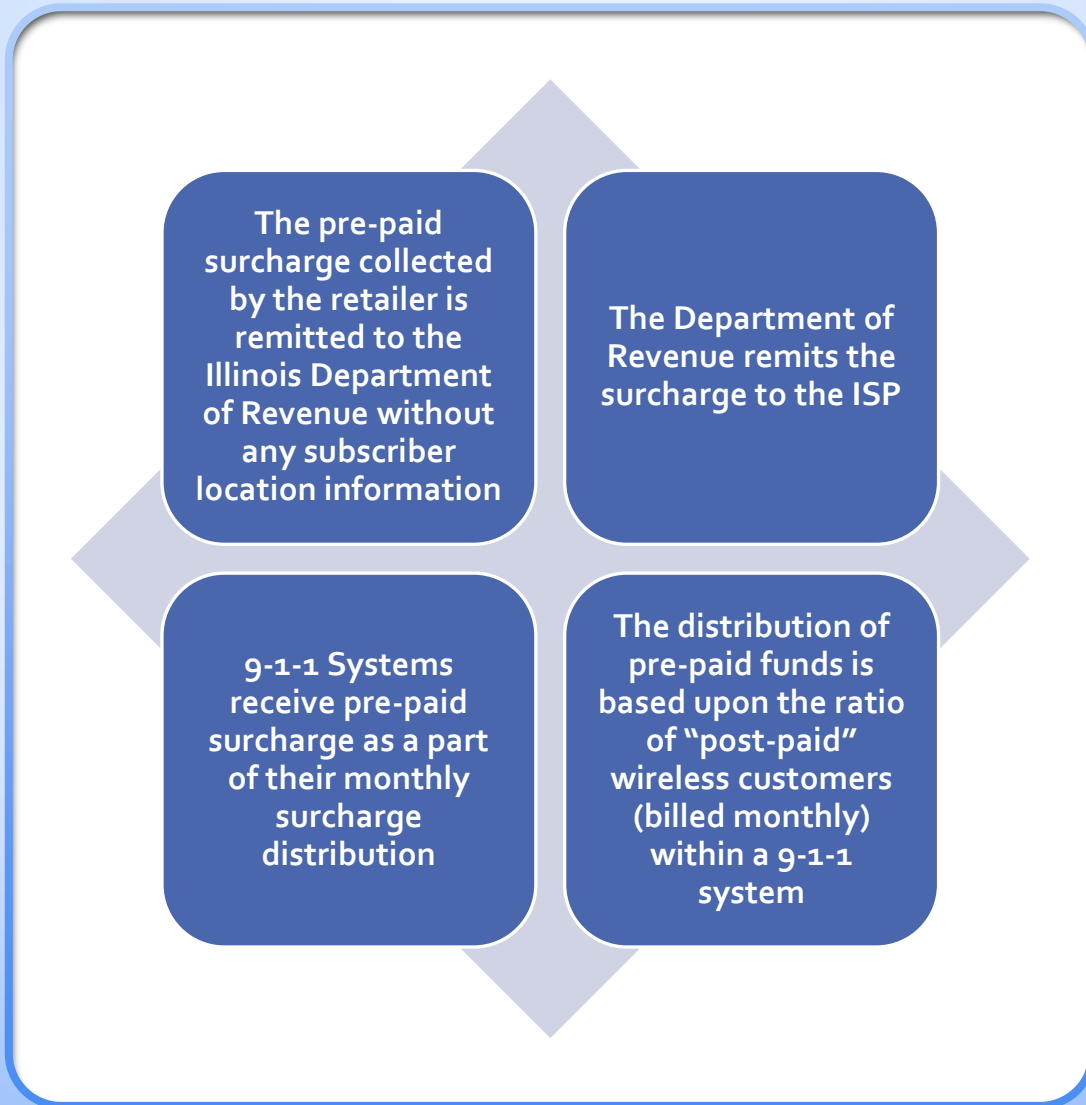 The pre-paid
surcharge collected
by the retailer is
remitted to the
Illinois Department
of Revenue without
any subscriber
location information
The Department of
Revenue remits the
surcharge to the ISP
9-1-1 Systems
receive pre-paid
surcharge as a part
of their monthly
surcharge
distribution
The distribution of
pre-paid funds is
based upon the ratio
of “post-paid”
wireless customers
(billed monthly)
within a 9-1-1
system